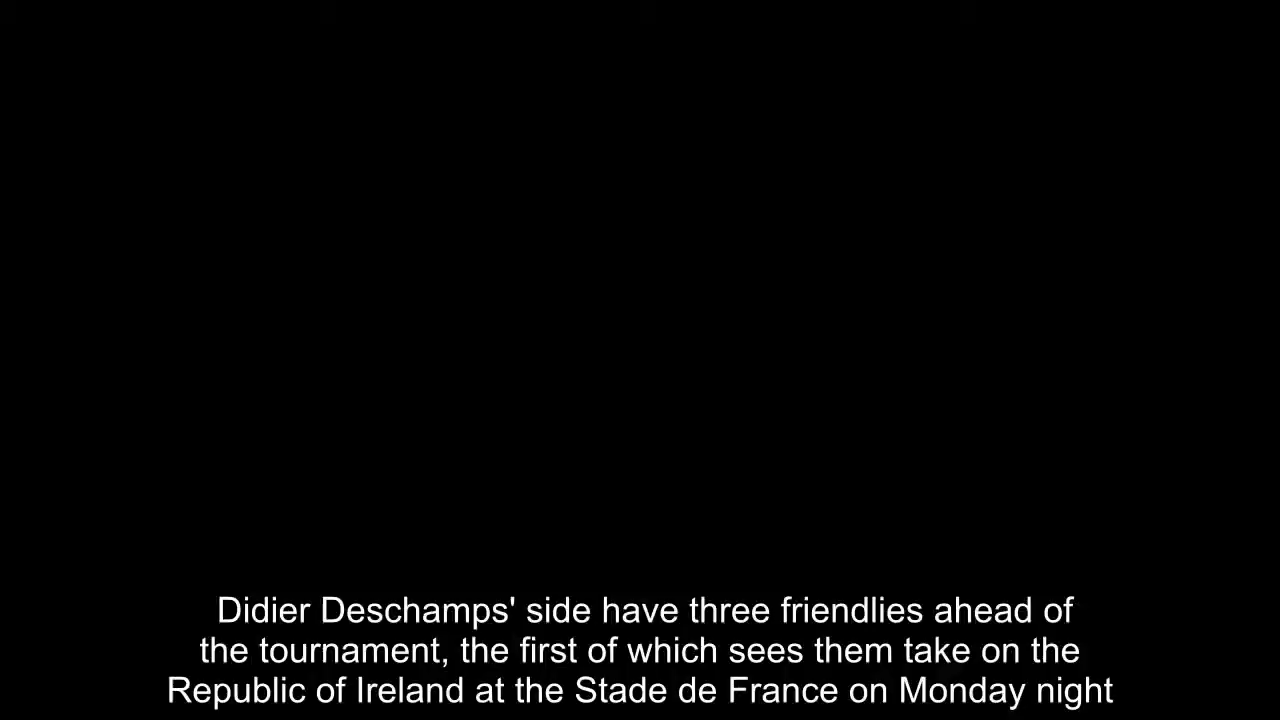 Didier Deschamps' side have three friendlies ahead of
the tournament, the first of which sees them take on the
Republic of Ireland at the Stade de France on Monday night